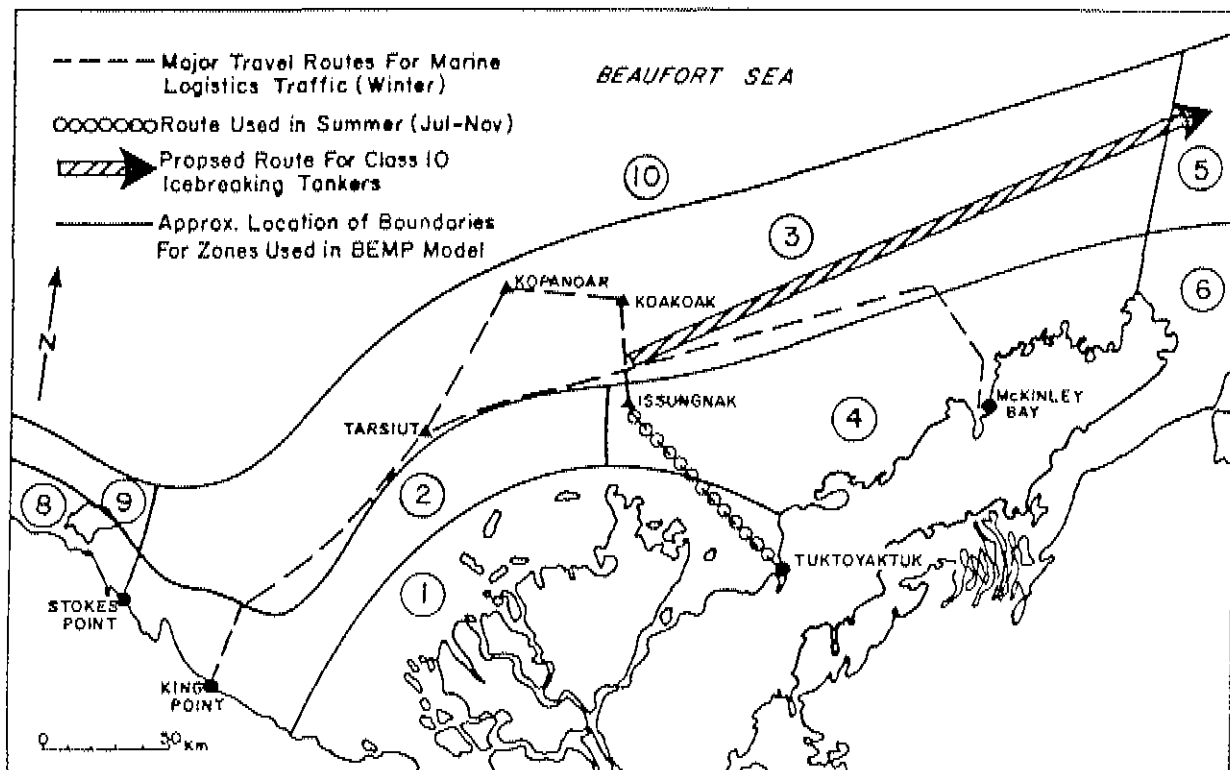 Major Travel Routes For Marine
Logistics Traffic (Winter)
BEAUFORT SEA
Route Used in Summer (Jul-Nov)
Propsed Route For Class 10
Icebreaking Tankers
Approx. Location of Boundaries
For Zones Used in BEMP Model
N
10
5
3
KOPANOAR
KOAKOAK
6
ISSUNGNAK
McKINLEY
BAY
TARSIUT
4
2
8
9
TUKTOYAKTUK
1
STOKES
POINT
KING
POINT
0
50 Km